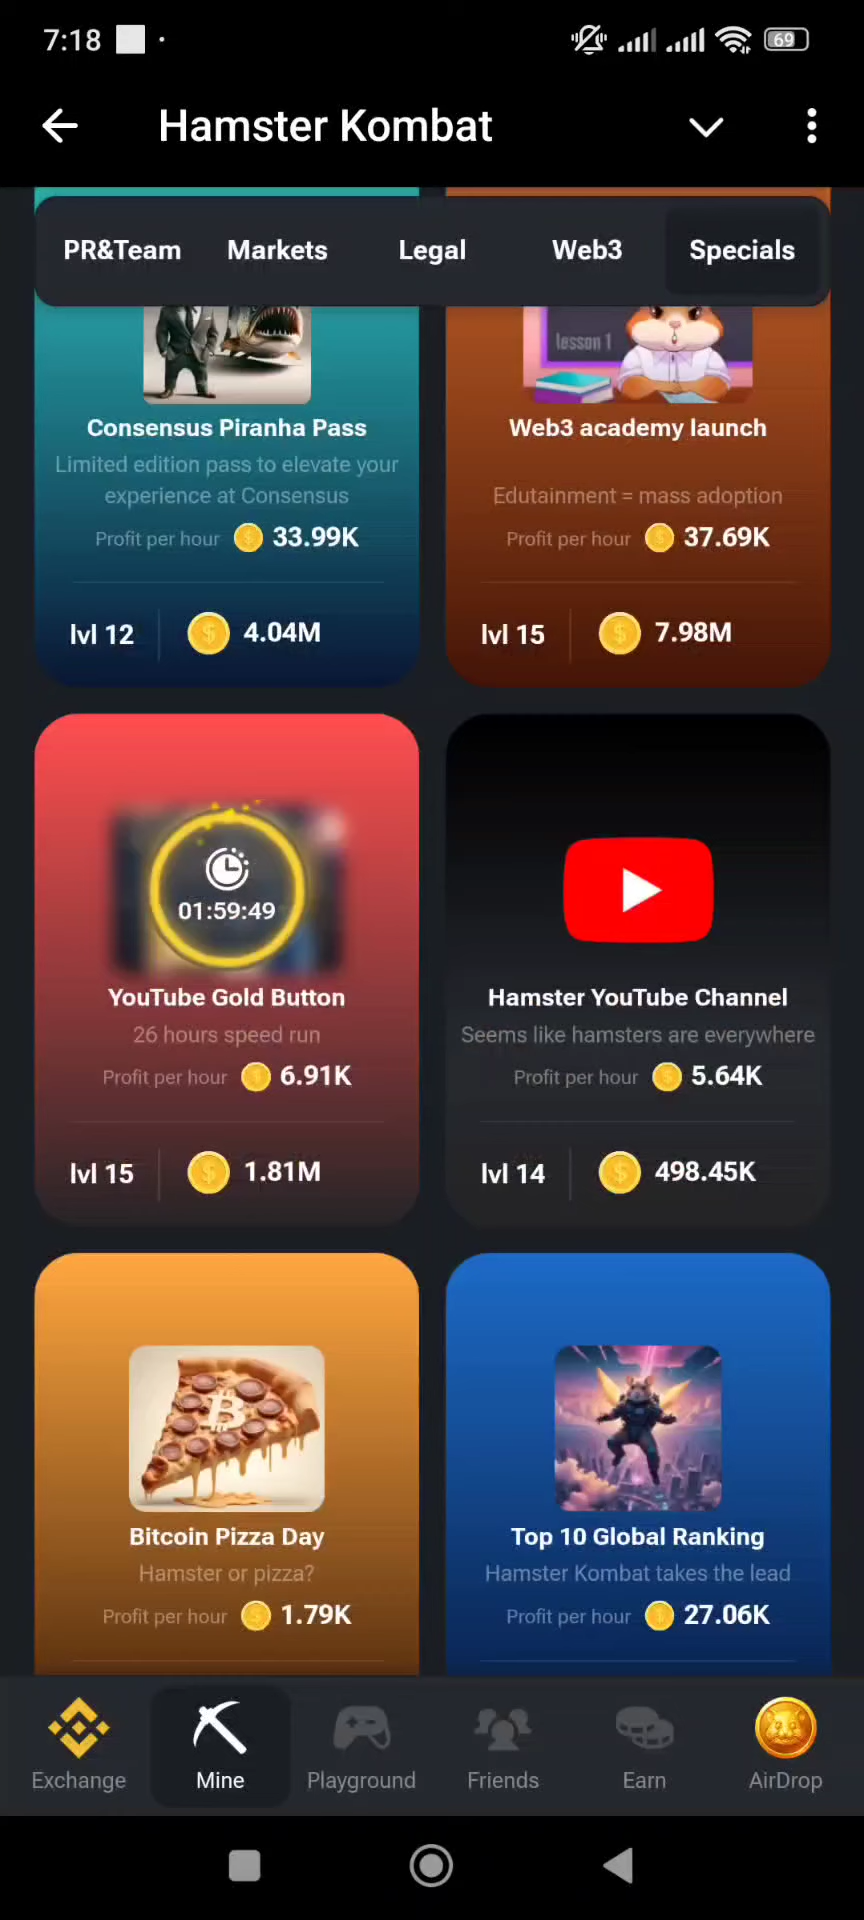 7:18
69
Hamster Kombat
PR&Team Markets Legal Web3 Specials
lesson 1
Consensus Piranha Pass
Limited edition pass to elevate your
experience at Consensus
Profit per hour 33.99K
lvl 12 4.04M
Web3 academy launch
Edutainment = mass adoption
Profit per hour 37.69K
lvl 15 7.98M
01:59:49
YouTube Gold Button
26 hours speed run
Profit per hour 6.91K
lvl 15 1.81M
Hamster YouTube Channel
Seems like hamsters are everywhere
Profit per hour 5.64K
lvl 14 498.45K
Bitcoin Pizza Day
Hamster or pizza?
Profit per hour 1.79K
Top 10 Global Ranking
Hamster Kombat takes the lead
Profit per hour 27.06K
Exchange Mine Playground Friends Earn AirDrop